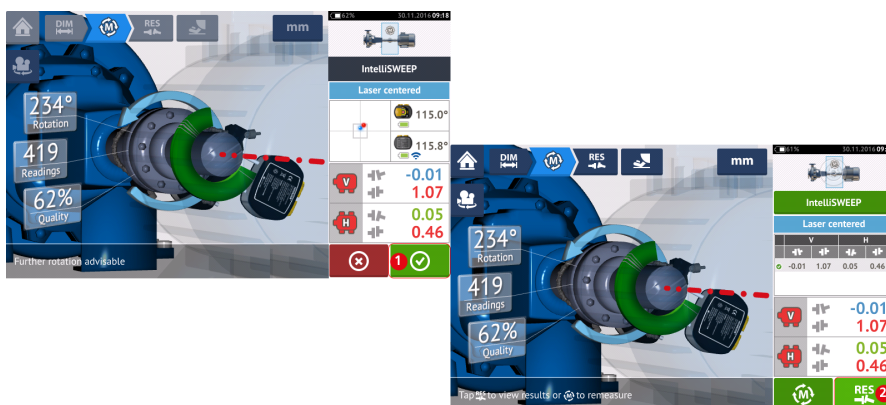 62%
30.11.2016 09:18
DIM
M
RES
mm
IntelliSWEEP
Laser centered
234°
Rotation
115.0°
419
Readings
115.8°
62%
Quality
V
-0.01
1.07
H
0.05
0.46
Further rotation advisable
1
61%
30.11.2016 09:
DIM
M
RES
mm
IntelliSWEEP
Laser centered
V H
-0.01 1.07 0.05 0.46
234°
Rotation
419
Readings
62%
Quality
V
-0.01
1.07
H
0.05
0.46
Tap RES to view results or M to remeasure
M
RES
2